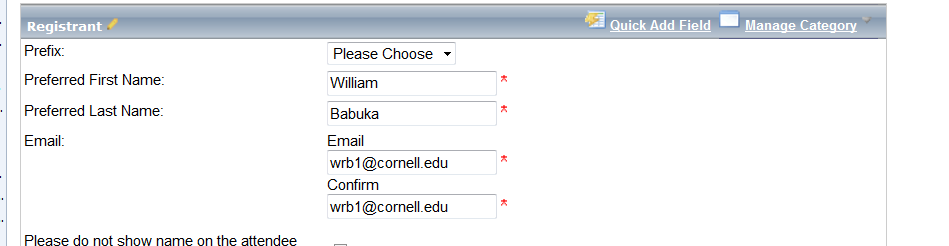 Registrant Quick Add Field Manage Category
Prefix: Please Choose
Preferred First Name: William *
Preferred Last Name: Babuka *
Email: Email
wrb1@cornell.edu *
Confirm
wrb1@cornell.edu *
Please do not show name on the attendee